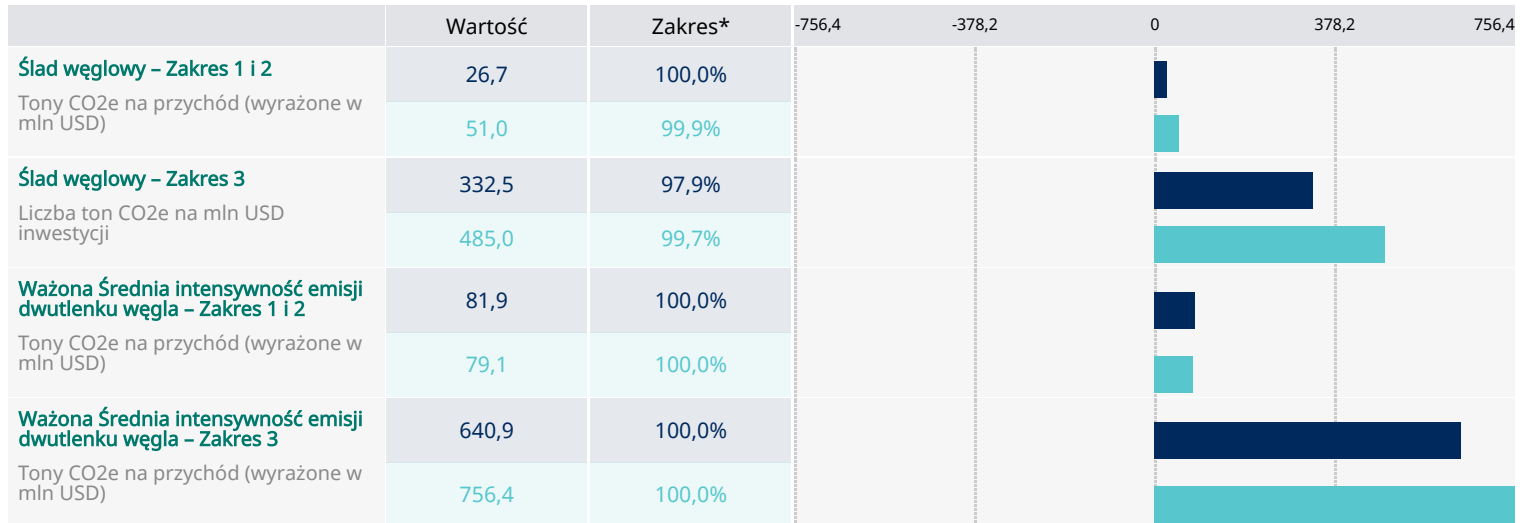 Wartość Zakres* -756,4 -378,2 0 378,2 756,4
Ślad węglowy – Zakres 1 i 2
Tony CO2e na przychód (wyrażone w
mln USD)
26,7 100,0%
51,0 99,9%
Ślad węglowy – Zakres 3
Liczba ton CO2e na mln USD
inwestycji
332,5 97,9%
485,0 99,7%
Ważona Średnia intensywność emisji
dwutlenku węgla – Zakres 1 i 2
Tony CO2e na przychód (wyrażone w
mln USD)
81,9 100,0%
79,1 100,0%
Ważona Średnia intensywność emisji
dwutlenku węgla – Zakres 3
Tony CO2e na przychód (wyrażone w
mln USD)
640,9 100,0%
756,4 100,0%